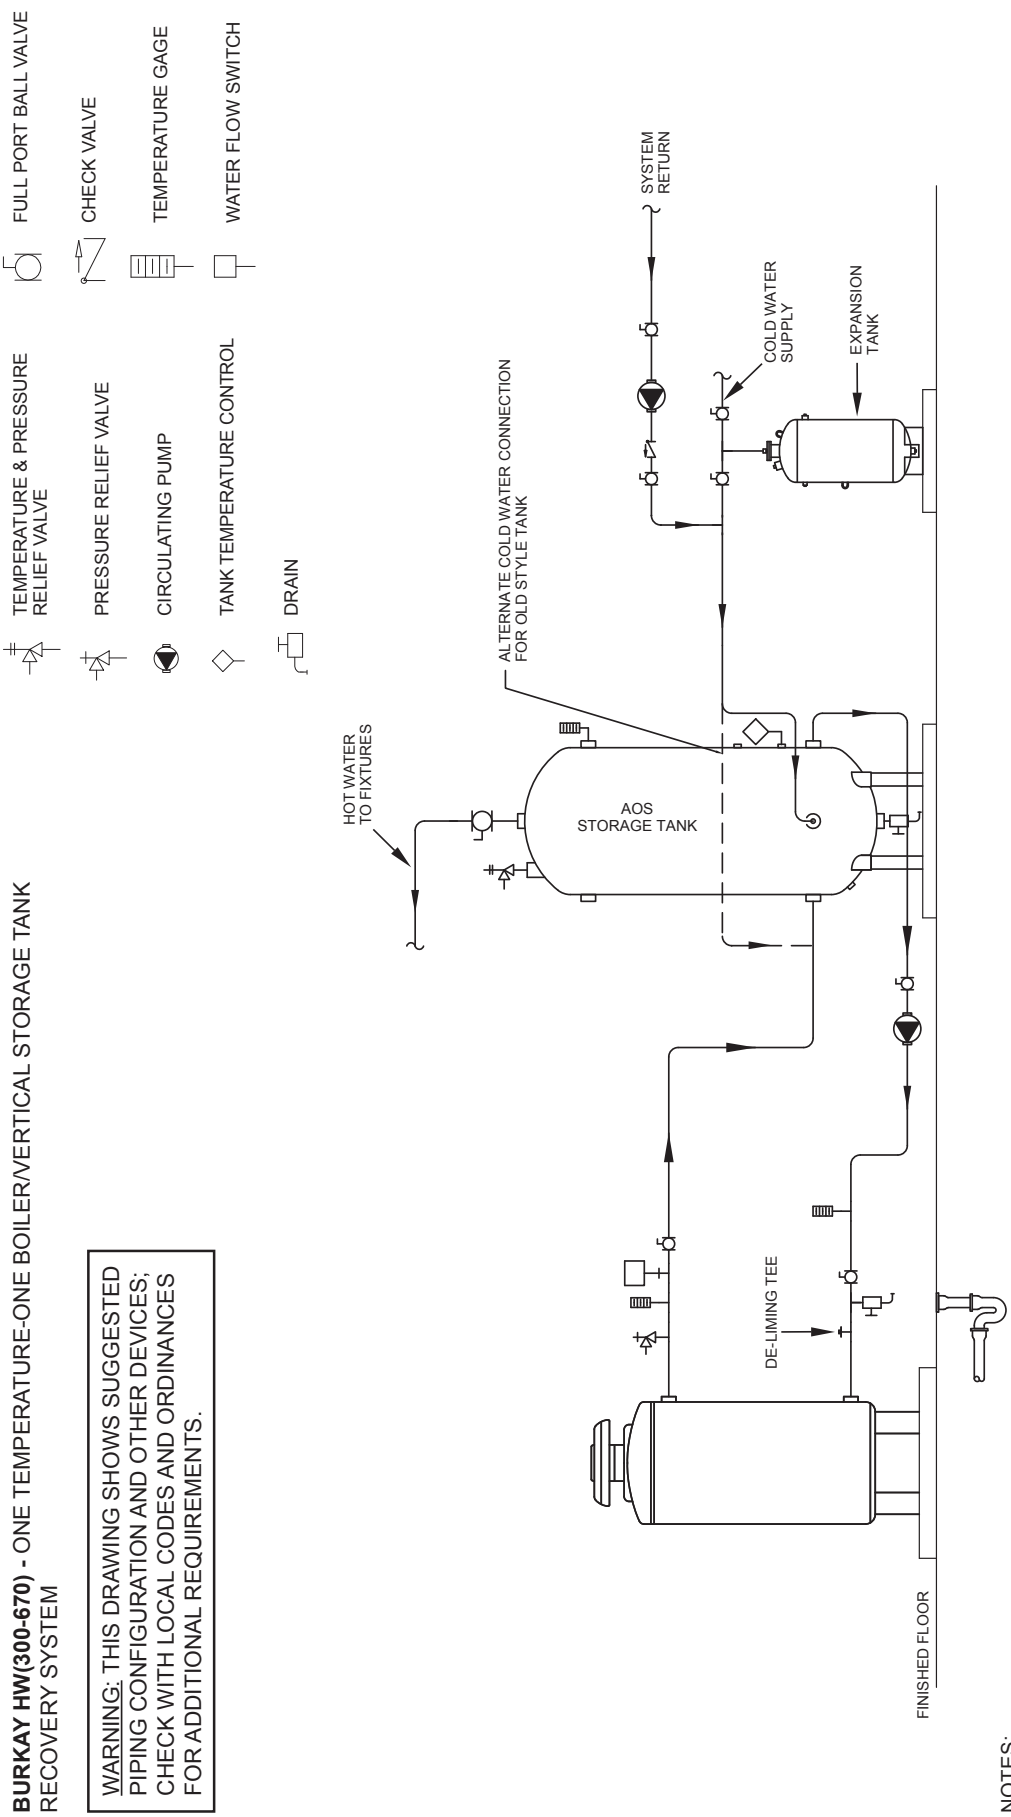 BURKAY HW(300-670) - ONE TEMPERATURE-ONE BOILER/VERTICAL STORAGE TANK
RECOVERY SYSTEM
WARNING: THIS DRAWING SHOWS SUGGESTED
PIPING CONFIGURATION AND OTHER DEVICES;
CHECK WITH LOCAL CODES AND ORDINANCES
FOR ADDITIONAL REQUIREMENTS.
TEMPERATURE & PRESSURE
RELIEF VALVE
PRESSURE RELIEF VALVE
CIRCULATING PUMP
TANK TEMPERATURE CONTROL
DRAIN
FULL PORT BALL VALVE
CHECK VALVE
TEMPERATURE GAGE
WATER FLOW SWITCH
HOT WATER
TO FIXTURES
ALTERNATE COLD WATER CONNECTION
FOR OLD STYLE TANK
SYSTEM
RETURN
COLD WATER
SUPPLY
EXPANSION
TANK
AOS
STORAGE TANK
DE-LIMING TEE
FINISHED FLOOR
NOTES: